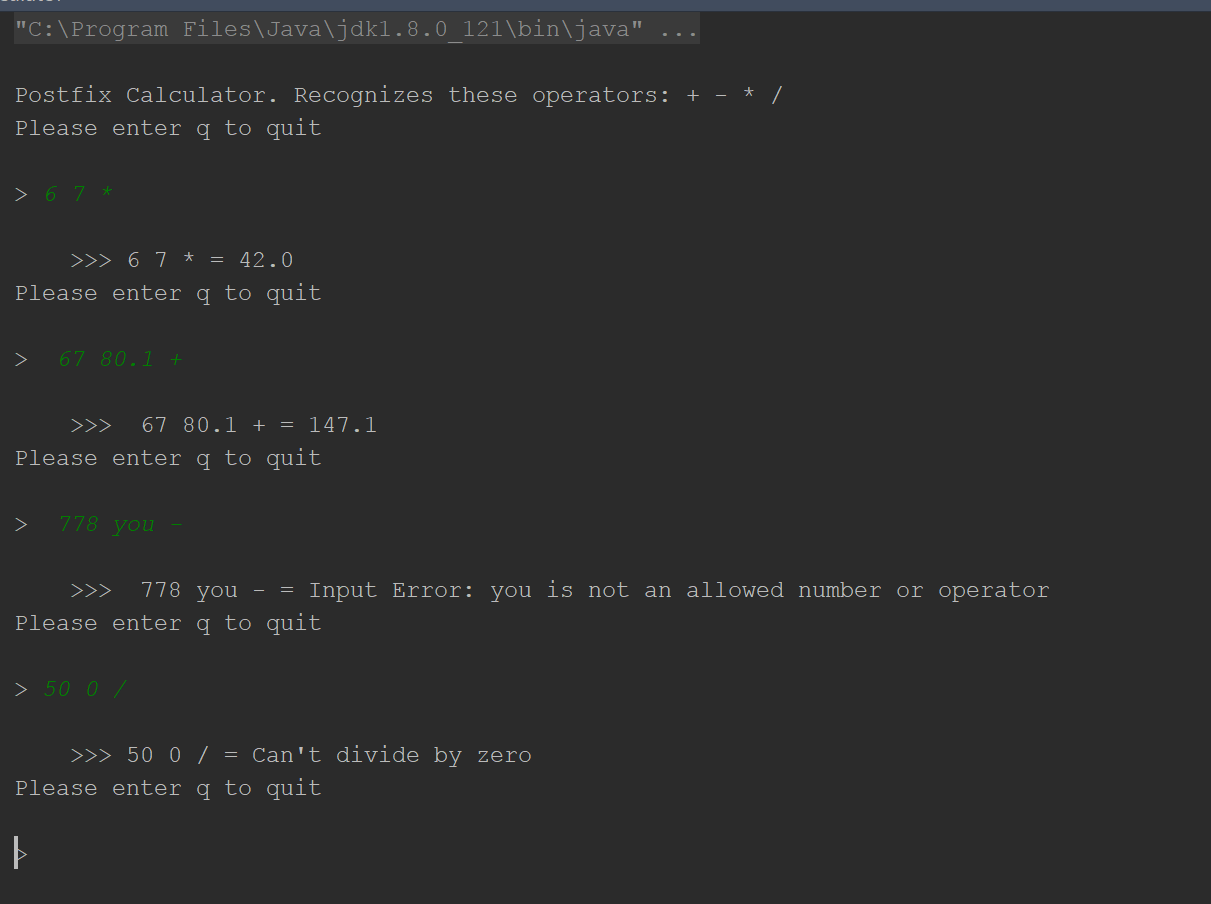 "C:\Program Files\Java\jdk1.8.0_121\bin\java" ...
Postfix Calculator. Recognizes these operators: + - * /
Please enter q to quit
> 6 7 *
>>> 6 7 * = 42.0
Please enter q to quit
>  67 80.1 +
>>>  67 80.1 + = 147.1
Please enter q to quit
>  778 you -
>>>  778 you - = Input Error: you is not an allowed number or operator
Please enter q to quit
> 50 0 /
>>> 50 0 / = Can't divide by zero
Please enter q to quit
>